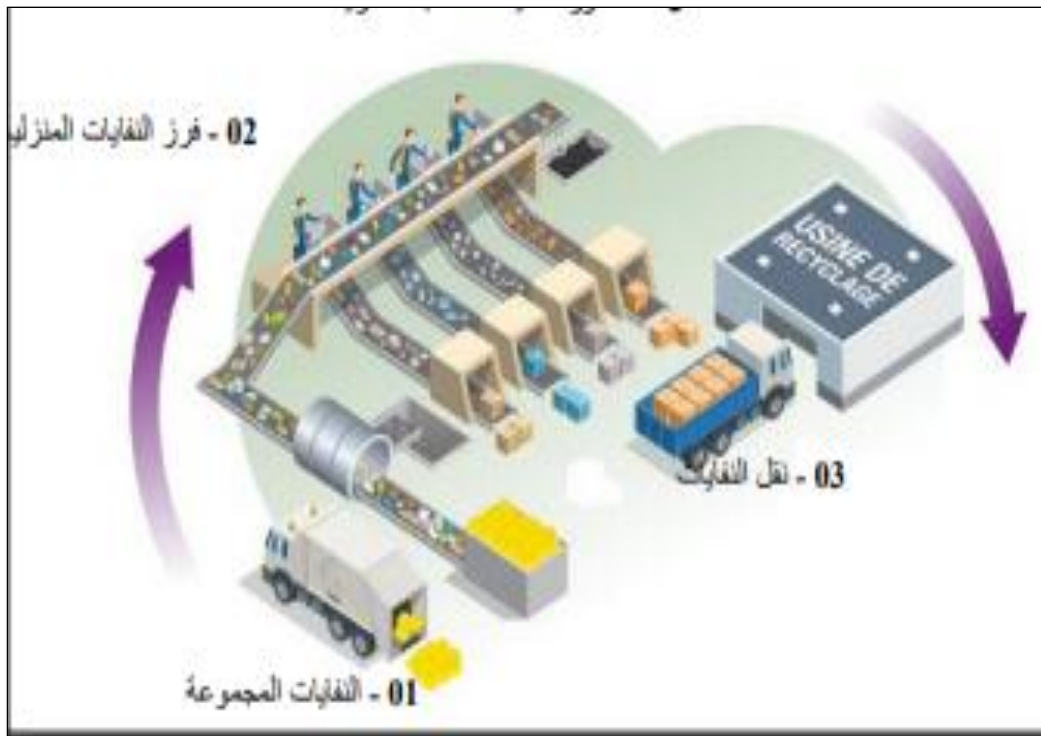 02 - فرز النفايات
USINE DE
RECYCLAGE
03 - نقل النفايات
01 - النفايات المجموعة